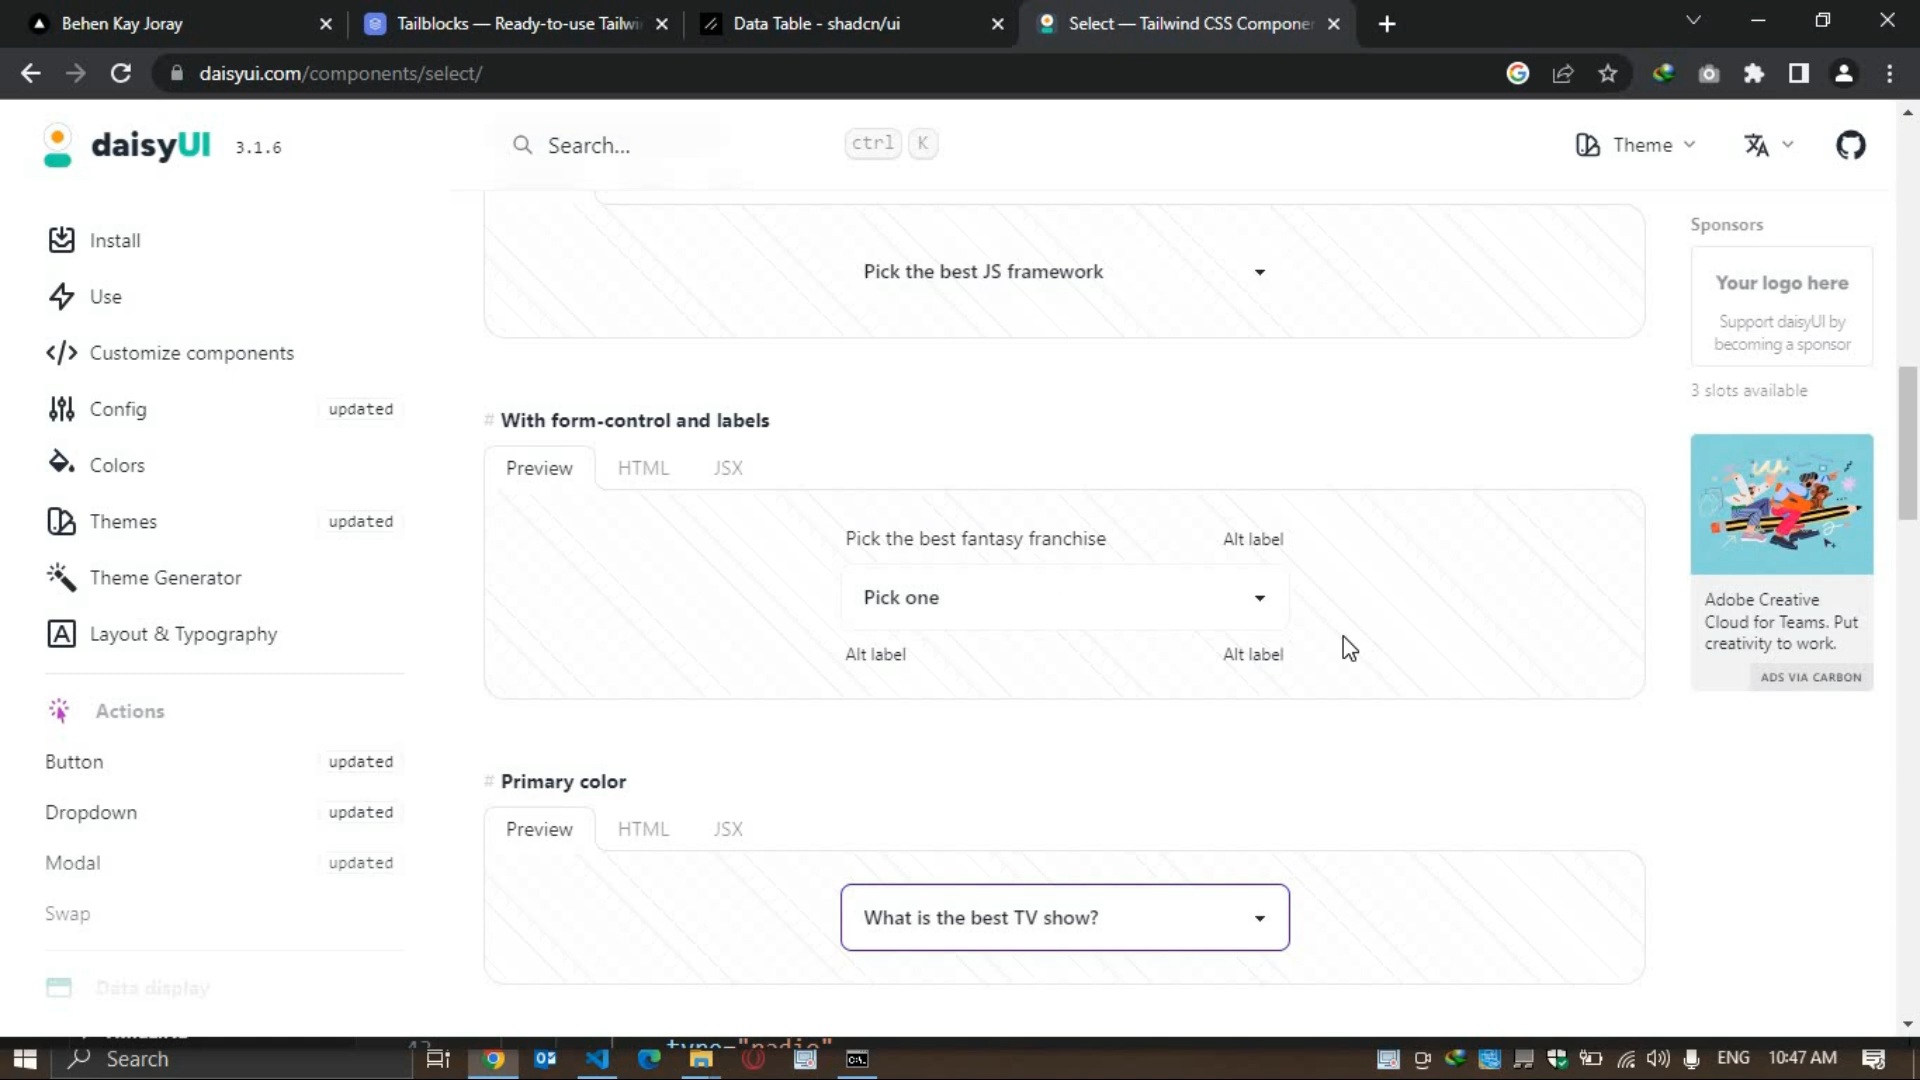 Behen Kay Joray
Tailblocks — Ready-to-use Tailwi
Data Table - shadcn/ui
Select — Tailwind CSS Componen
daisyui.com/components/select/
daisyUI 3.1.6
Search...
ctrl K
Theme
Install
Use
Customize components
Config updated
Colors
Themes updated
Theme Generator
Layout & Typography
Actions
Button updated
Dropdown updated
Modal updated
Swap
Data display
Pick the best JS framework
# With form-control and labels
Preview HTML JSX
Pick the best fantasy franchise Alt label
Pick one
Alt label Alt label
# Primary color
Preview HTML JSX
What is the best TV show?
Sponsors
Your logo here
Support daisyUI by
becoming a sponsor
3 slots available
Adobe Creative
Cloud for Teams. Put
creativity to work.
ADS VIA CARBON
Search
ENG 10:47 AM